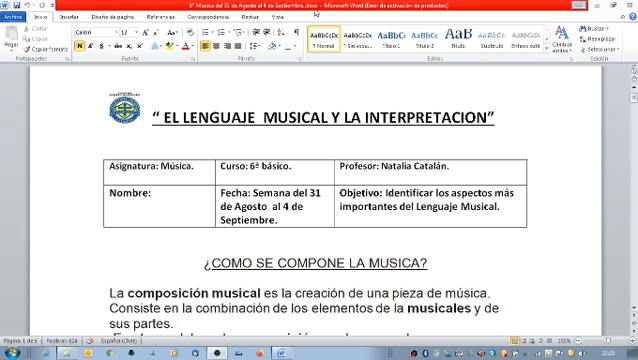 6° Musica del 31 de Agosto al 4 de Septiembre.docx - Microsoft Word (Error de activación de productos)
Archivo Inicio Insertar Diseño de página Referencias Correspondencia Revisar Vista
Cortar
Copiar
Copiar formato
Pegar
Portapapeles
Calibri 12
Fuente
Párrafo
AaBbCcDc AaBbCcDc AaBbC AaBbCc AaB AaBbCc AaBbCcDc
¶ Normal ¶ Sin espa... Título 1 Título 2 Título Subtítulo Énfasis sutil
Estilos
Cambiar estilos
Buscar
Reemplazar
Seleccionar
Edición
“ EL LENGUAJE MUSICAL Y LA INTERPRETACION”
Asignatura: Música. Curso: 6º básico. Profesor: Natalia Catalán.
Nombre: Fecha: Semana del 31 de Agosto al 4 de Septiembre. Objetivo: Identificar los aspectos más importantes del Lenguaje Musical.
¿COMO SE COMPONE LA MUSICA?
La composición musical es la creación de una pieza de música.
Consiste en la combinación de los elementos de la musicales y de
sus partes.
Página: 1 de 6 Palabras: 624 Español (Chile) 150%
20:23